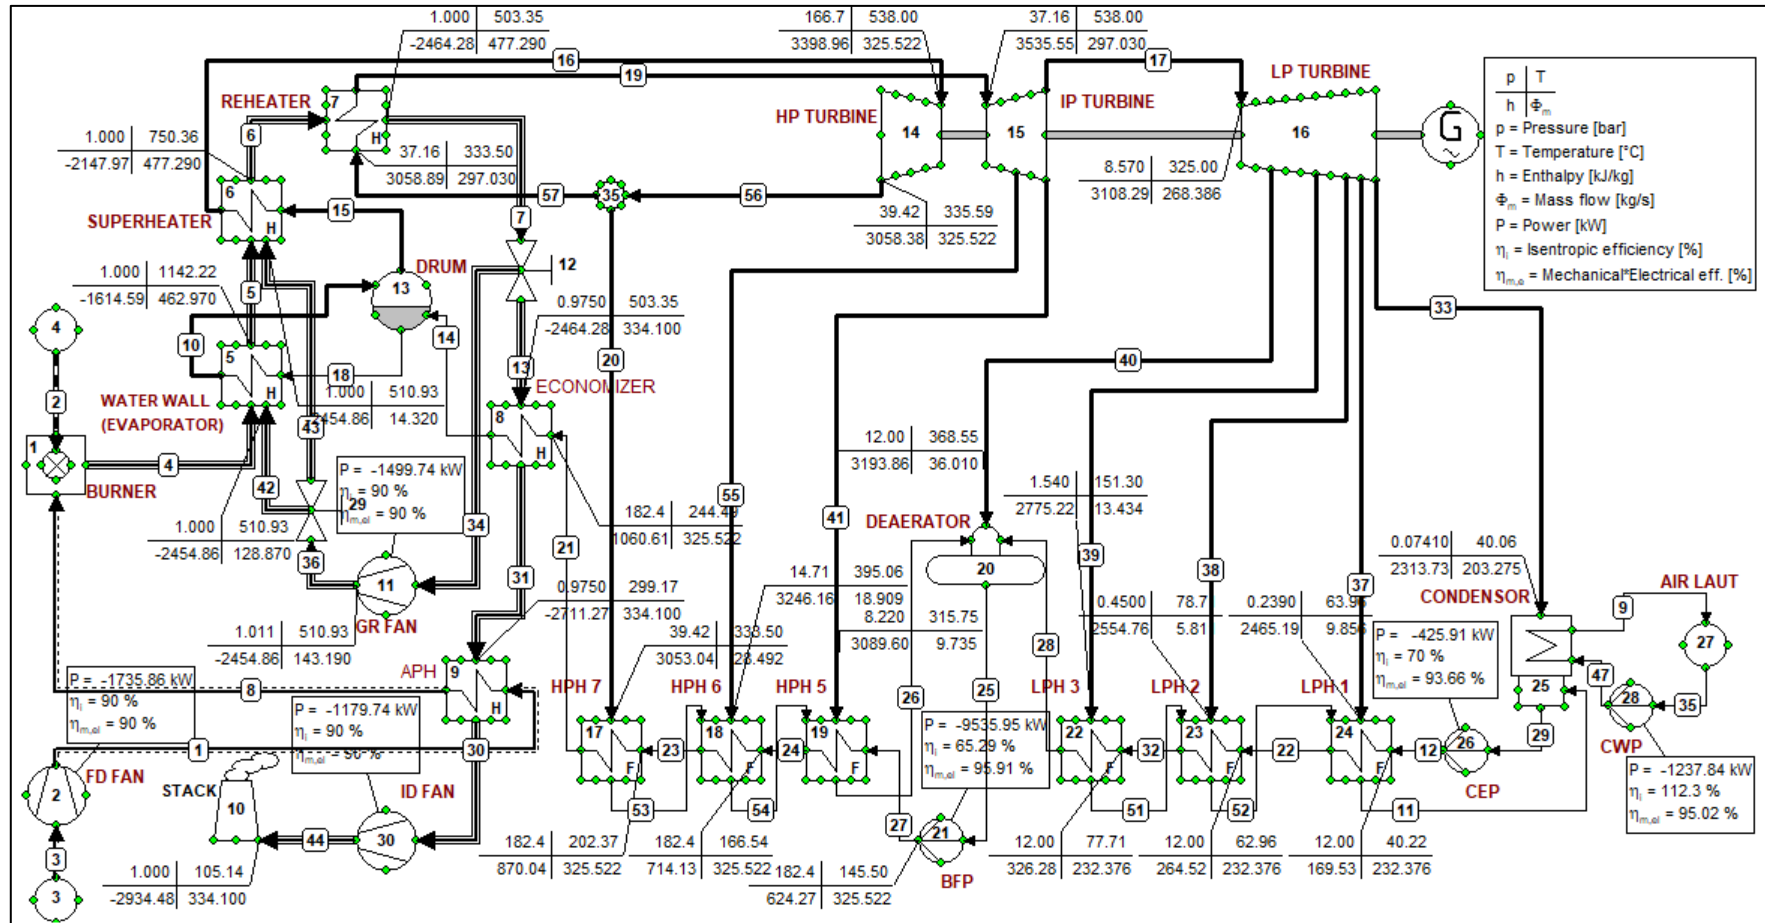 1.000 503.35
-2464.28 477.290
166.7 538.00
3398.96 325.522
37.16 538.00
3535.55 297.030
16
19
17
LP TURBINE
REHEATER
7
H
HP TURBINE
14
15
IP TURBINE
16
G
~
p T
h Φm
p = Pressure [bar]
T = Temperature [°C]
h = Enthalpy [kJ/kg]
Φm = Mass flow [kg/s]
P = Power [kW]
ηi = Isentropic efficiency [%]
ηm,e = Mechanical*Electrical eff. [%]
1.000 750.36
-2147.97 477.290
6
37.16 333.50
3058.89 297.030
8.570 325.00
3108.29 268.386
6
H
SUPERHEATER
15
57
35
56
7
39.42 335.59
3058.38 325.522
1.000 1142.22
-1614.59 462.970
5
DRUM
13
12
0.9750 503.35
-2464.28 334.100
33
4
10
14
5
H
18
13
20
40
WATER WALL
(EVAPORATOR)
1.000 510.93
-2454.86 14.320
ECONOMIZER
8
H
2
43
1
4
BURNER
P = -1499.74 kW
ηi = 90 %
ηm,el = 90 %
42
29
12.00 368.55
3193.86 36.010
1.540 151.30
2775.22 13.434
55
41
34
182.4 244.49
1060.61 325.522
DEAERATOR
20
1.000 510.93
-2454.86 128.870
36
21
31
39
38
37
0.07410 40.06
2313.73 203.275
AIR LAUT
CONDENSOR
11
GR FAN
0.9750 299.17
-2711.27 334.100
14.71 395.06
3246.16 18.909
8.220 315.75
3089.60 9.735
0.4500
2554.76
0.2390
2465.19 9.856
9
27
1.011 510.93
-2454.86 143.190
39.42 333.50
3053.04 28.492
28
P = -425.91 kW
ηi = 70 %
ηm,el = 93.66 %
P = -1735.86 kW
ηi = 90 %
ηm,el = 90 %
8
APH
9
H
HPH 7
HPH 6
HPH 5
26
25
LPH 3
LPH 2
LPH 1
25
47
28
35
P = -1179.74 kW
ηi = 90 %
ηm,el = 90 %
P = -9535.95 kW
ηi = 65.29 %
ηm,el = 95.91 %
1
30
17
F
23
18
F
24
19
F
22
F
32
23
F
22
24
F
12
26
29
CWP
FD FAN
2
STACK
10
ID FAN
CEP
P = -1237.84 kW
ηi = 112.3 %
ηm,el = 95.02 %
53
54
51
52
11
44
30
27
21
BFP
3
3
1.000 105.14
-2934.48 334.100
182.4 202.37
870.04 325.522
182.4 166.54
714.13 325.522
182.4 145.50
624.27 325.522
12.00 77.71
326.28 232.376
12.00 62.96
264.52 232.376
12.00 40.22
169.53 232.376